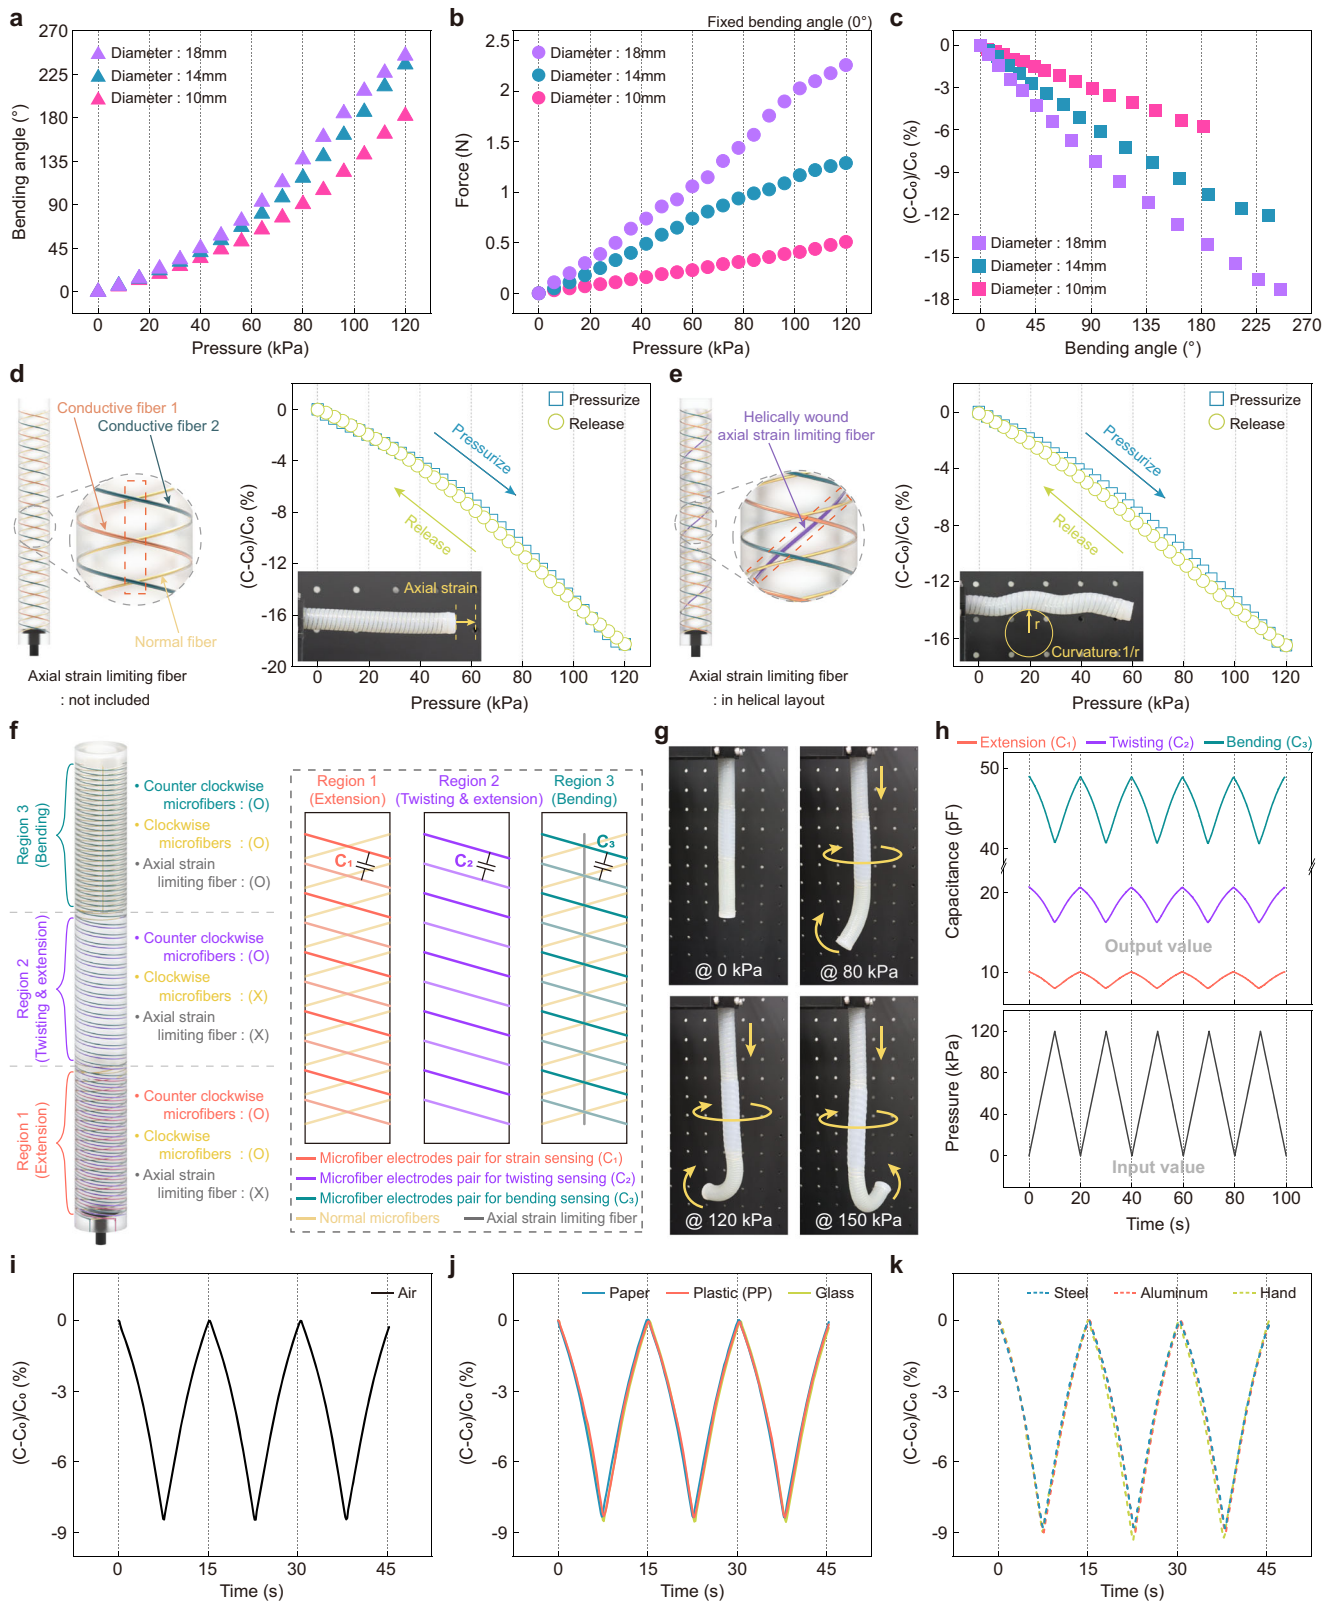 a
270
225
180
135
90
45
0
Bending angle (°)
Diameter : 18mm
Diameter : 14mm
Diameter : 10mm
0 20 40 60 80 100 120
Pressure (kPa)
b
Fixed bending angle (0°)
2.5
2
1.5
1
0.5
0
Force (N)
Diameter : 18mm
Diameter : 14mm
Diameter : 10mm
0 20 40 60 80 100 120
Pressure (kPa)
c
0
-3
-6
-9
-12
-15
-18
(C-C₀)/C₀ (%)
Diameter : 18mm
Diameter : 14mm
Diameter : 10mm
0 45 90 135 180 225 270
Bending angle (°)
d
Conductive fiber 1
Conductive fiber 2
Normal fiber
Axial strain limiting fiber
: not included
0
-4
-8
-12
-16
-20
(C-C₀)/C₀ (%)
Pressurize
Release
Pressurize
Release
Axial strain
0 20 40 60 80 100 120
Pressure (kPa)
e
Helically wound
axial strain limiting fiber
Axial strain limiting fiber
: in helical layout
0
-4
-8
-12
-16
(C-C₀)/C₀ (%)
Pressurize
Release
Pressurize
Release
r
Curvature:1/r
0 20 40 60 80 100 120
Pressure (kPa)
f
Region 3
(Bending)
• Counter clockwise
microfibers : (O)
• Clockwise
microfibers : (O)
• Axial strain
limiting fiber : (O)
Region 2
(Twisting & extension)
• Counter clockwise
microfibers : (O)
• Clockwise
microfibers : (X)
• Axial strain
limiting fiber : (X)
Region 1
(Extension)
• Counter clockwise
microfibers : (O)
• Clockwise
microfibers : (O)
• Axial strain
limiting fiber : (X)
Region 1
(Extension)
Region 2
(Twisting & extension)
Region 3
(Bending)
C₁
C₂
C₃
Microfiber electrodes pair for strain sensing (C₁)
Microfiber electrodes pair for twisting sensing (C₂)
Microfiber electrodes pair for bending sensing (C₃)
Normal microfibers
Axial strain limiting fiber
g
@ 0 kPa
@ 80 kPa
@ 120 kPa
@ 150 kPa
h
Extension (C₁)
Twisting (C₂)
Bending (C₃)
50
40
20
10
Capacitance (pF)
Output value
120
80
40
0
Pressure (kPa)
Input value
0 20 40 60 80 100
Time (s)
i
Air
0
-3
-6
-9
(C-C₀)/C₀ (%)
0 15 30 45
Time (s)
j
Paper
Plastic (PP)
Glass
0
-3
-6
-9
(C-C₀)/C₀ (%)
0 15 30 45
Time (s)
k
Steel
Aluminum
Hand
0
-3
-6
-9
(C-C₀)/C₀ (%)
0 15 30 45
Time (s)